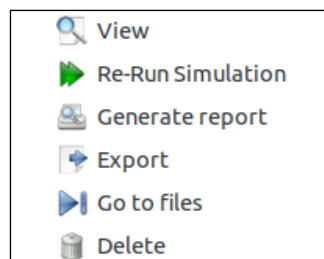 View
Re-Run Simulation
Generate report
Export
Go to files
Delete